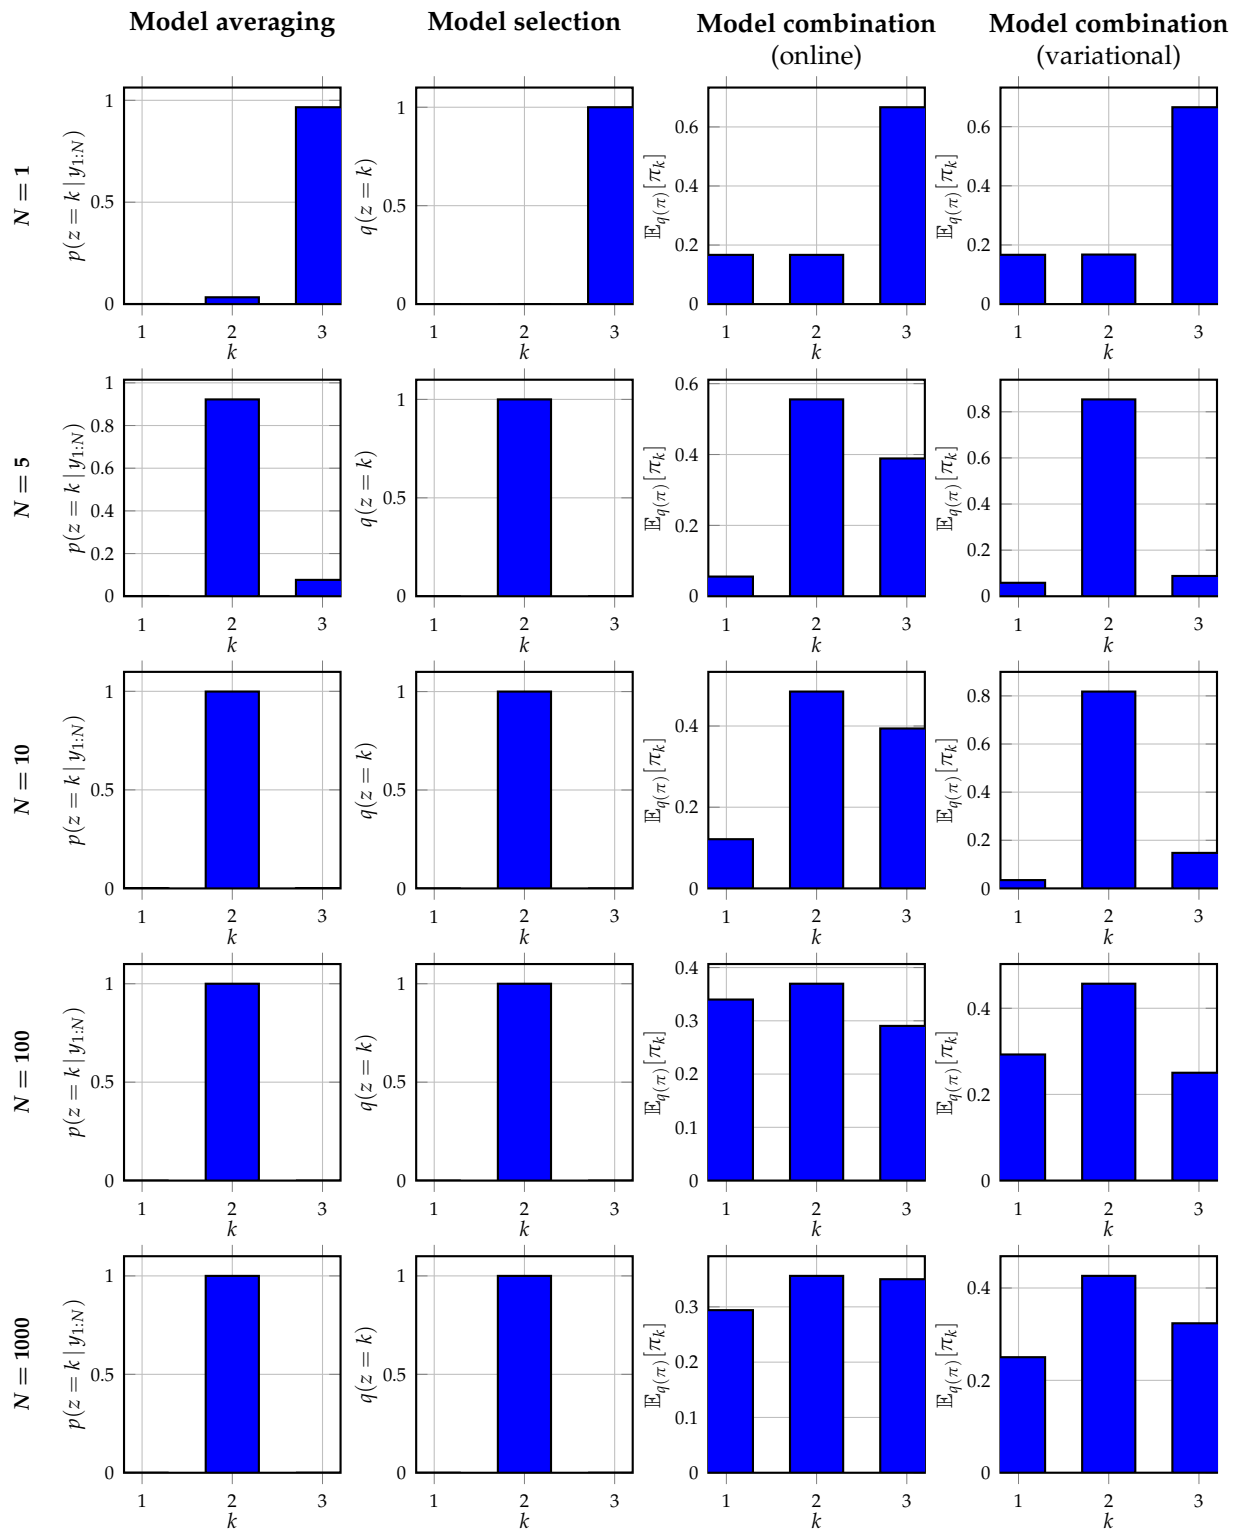 Model averaging
Model selection
Model combination
(online)
Model combination
(variational)
N = 1
p(z = k | y1:N)
1
0.5
0
1 2 3
k
q(z = k)
1
0.5
0
1 2 3
k
𝔼q(π)[πk]
0.6
0.4
0.2
0
1 2 3
k
𝔼q(π)[πk]
0.6
0.4
0.2
0
1 2 3
k
N = 5
p(z = k | y1:N)
1
0.8
0.6
0.9
0.2
0
1 2 3
k
q(z = k)
1
0.5
0
1 2 3
k
𝔼q(π)[πk]
0.6
0.4
0.2
0
1 2 3
k
𝔼q(π)[πk]
0.8
0.6
0.4
0.2
0
1 2 3
k
N = 10
p(z = k | y1:N)
1
0.5
0
1 2 3
k
q(z = k)
1
0.5
0
1 2 3
k
𝔼q(π)[πk]
0.4
0.2
0
1 2 3
k
𝔼q(π)[πk]
0.8
0.6
0.4
0.2
0
1 2 3
k
N = 100
p(z = k | y1:N)
1
0.5
0
1 2 3
k
q(z = k)
1
0.5
0
1 2 3
k
𝔼q(π)[πk]
0.4
0.3
0.2
0.1
0
1 2 3
k
𝔼q(π)[πk]
0.4
0.2
0
1 2 3
k
N = 1000
p(z = k | y1:N)
1
0.5
0
1 2 3
k
q(z = k)
1
0.5
0
1 2 3
k
𝔼q(π)[πk]
0.3
0.2
0.1
0
1 2 3
k
𝔼q(π)[πk]
0.4
0.2
0
1 2 3
k